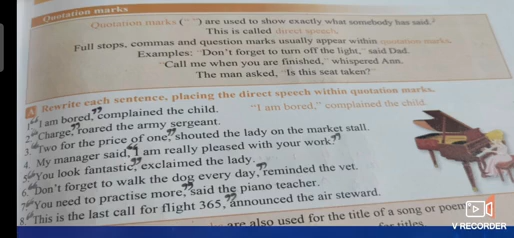 Quotation marks
Quotation marks (“ ”) are used to show exactly what somebody has said.
This is called direct speech.
Full stops, commas and question marks usually appear within quotation marks.
Examples: “Don't forget to turn off the light,” said Dad.
“Call me when you are finished,” whispered Ann.
The man asked, “Is this seat taken?”
A Rewrite each sentence, placing the direct speech within quotation marks.
“I am bored,” complained the child.
1. “I am bored,” complained the child.
2. “Charge,” roared the army sergeant.
3. “Two for the price of one,” shouted the lady on the market stall.
4. My manager said, “I am really pleased with your work.”
5. “You look fantastic,” exclaimed the lady.
6. “Don't forget to walk the dog every day,” reminded the vet.
7. “You need to practise more,” said the piano teacher.
8. “This is the last call for flight 365,” announced the air steward.
are also used for the title of a song or poem
titles
V RECORDER